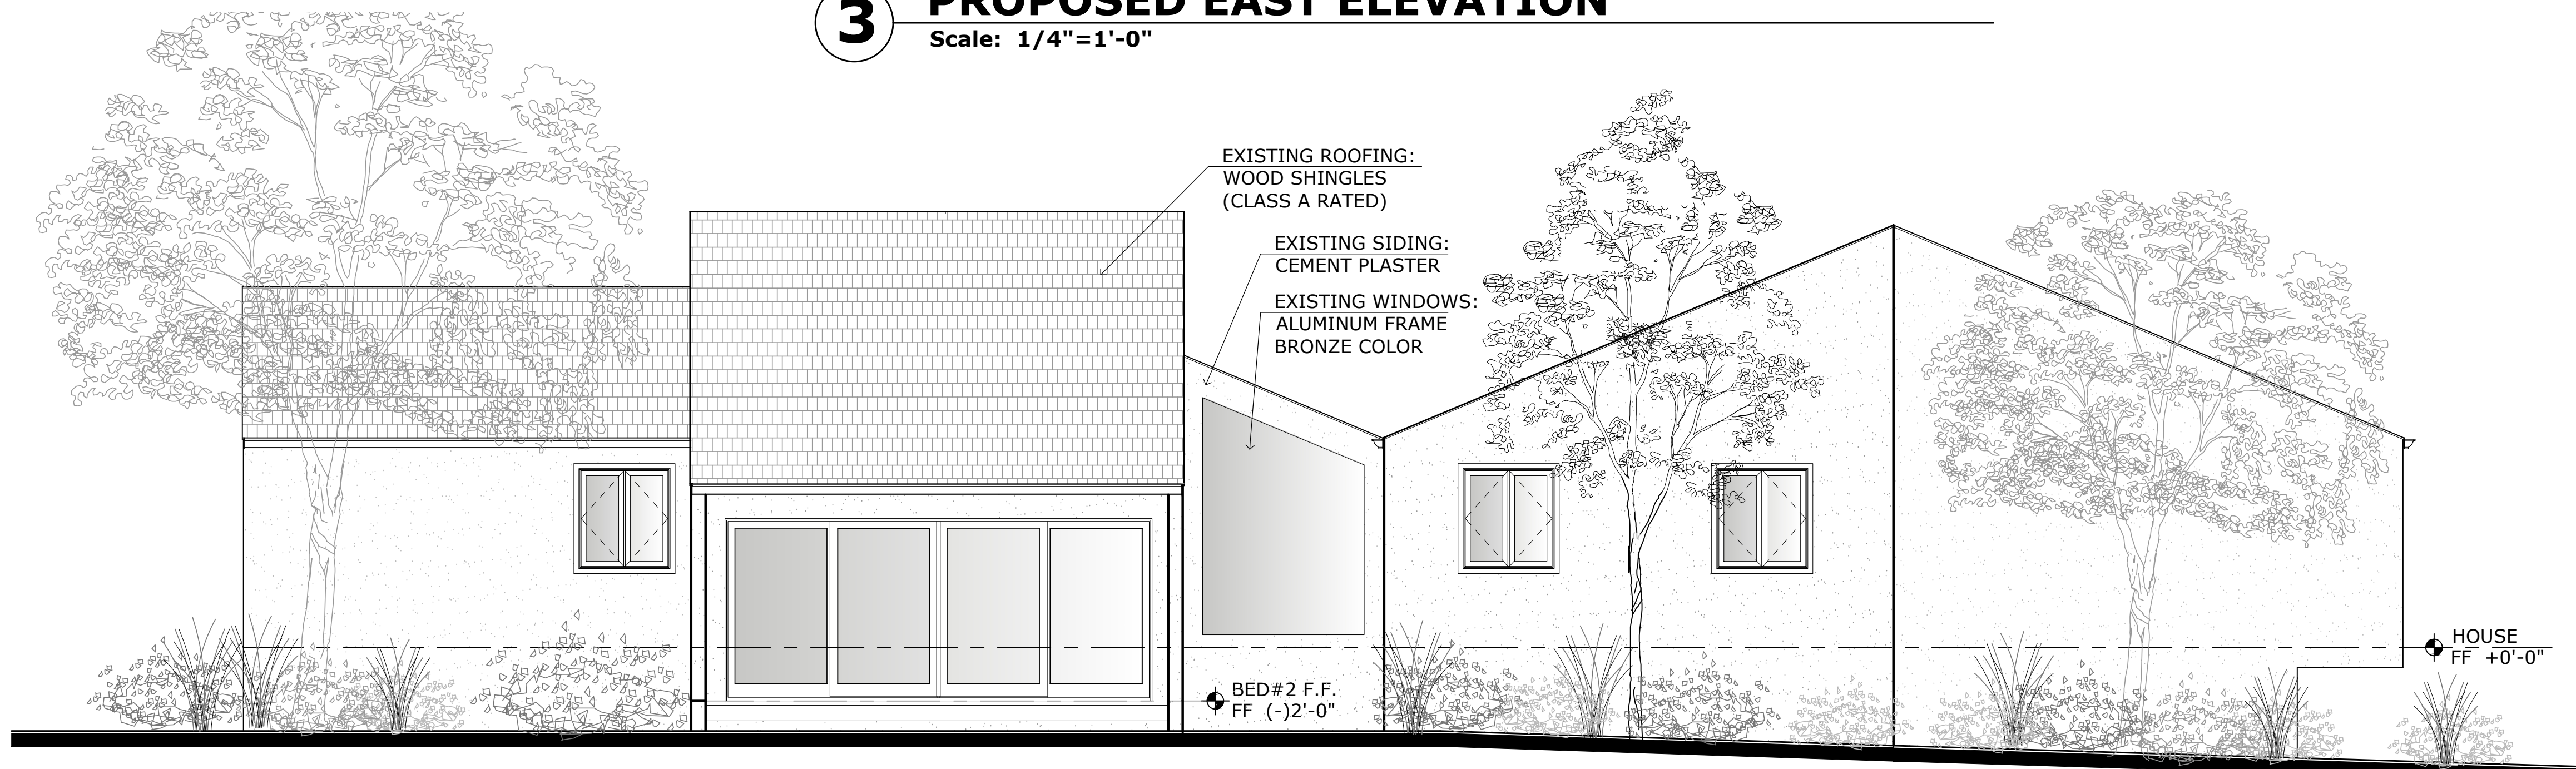 3
PROPOSED EAST ELEVATION
Scale: 1/4"=1'-0"
EXISTING ROOFING:
WOOD SHINGLES
(CLASS A RATED)
EXISTING SIDING:
CEMENT PLASTER
EXISTING WINDOWS:
ALUMINUM FRAME
BRONZE COLOR
HOUSE
FF +0'-0"
BED#2 F.F.
FF (-)2'-0"